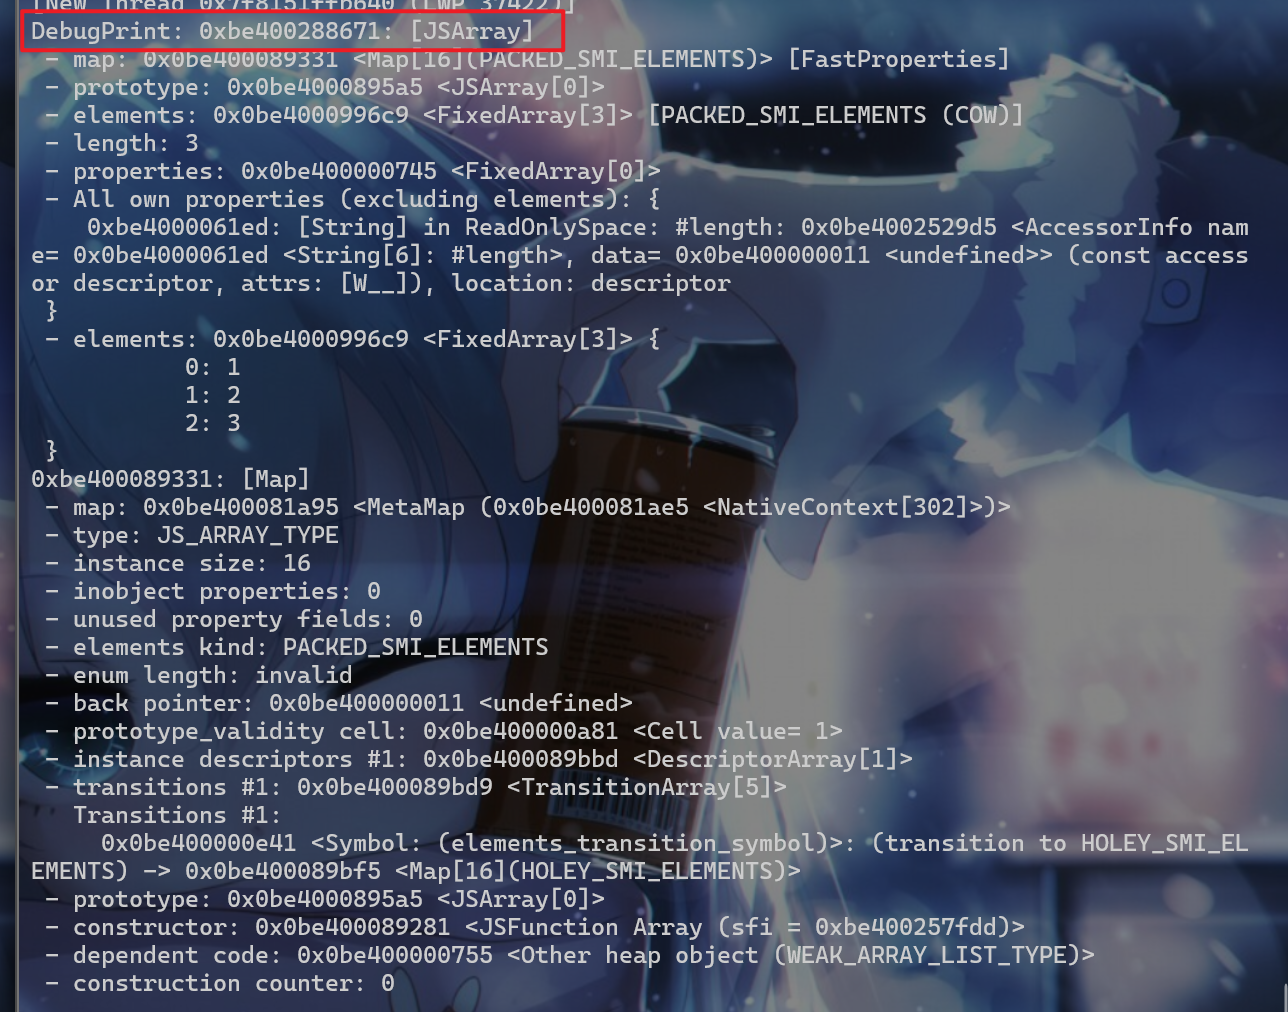 [New Thread 0x7f8151ffb640 (LWP 37422)]
DebugPrint: 0xbe400288671: [JSArray]
 - map: 0x0be400089331 <Map[16](PACKED_SMI_ELEMENTS)> [FastProperties]
 - prototype: 0x0be4000895a5 <JSArray[0]>
 - elements: 0x0be4000996c9 <FixedArray[3]> [PACKED_SMI_ELEMENTS (COW)]
 - length: 3
 - properties: 0x0be400000745 <FixedArray[0]>
 - All own properties (excluding elements): {
    0xbe4000061ed: [String] in ReadOnlySpace: #length: 0x0be4002529d5 <AccessorInfo nam
e= 0x0be4000061ed <String[6]: #length>, data= 0x0be400000011 <undefined>> (const access
or descriptor, attrs: [W__]), location: descriptor
 }
 - elements: 0x0be4000996c9 <FixedArray[3]> {
           0: 1
           1: 2
           2: 3
 }
0xbe400089331: [Map]
 - map: 0x0be400081a95 <MetaMap (0x0be400081ae5 <NativeContext[302]>)>
 - type: JS_ARRAY_TYPE
 - instance size: 16
 - inobject properties: 0
 - unused property fields: 0
 - elements kind: PACKED_SMI_ELEMENTS
 - enum length: invalid
 - back pointer: 0x0be400000011 <undefined>
 - prototype_validity cell: 0x0be400000a81 <Cell value= 1>
 - instance descriptors #1: 0x0be400089bbd <DescriptorArray[1]>
 - transitions #1: 0x0be400089bd9 <TransitionArray[5]>
   Transitions #1:
     0x0be400000e41 <Symbol: (elements_transition_symbol)>: (transition to HOLEY_SMI_EL
EMENTS) -> 0x0be400089bf5 <Map[16](HOLEY_SMI_ELEMENTS)>
 - prototype: 0x0be4000895a5 <JSArray[0]>
 - constructor: 0x0be400089281 <JSFunction Array (sfi = 0xbe400257fdd)>
 - dependent code: 0x0be400000755 <Other heap object (WEAK_ARRAY_LIST_TYPE)>
 - construction counter: 0